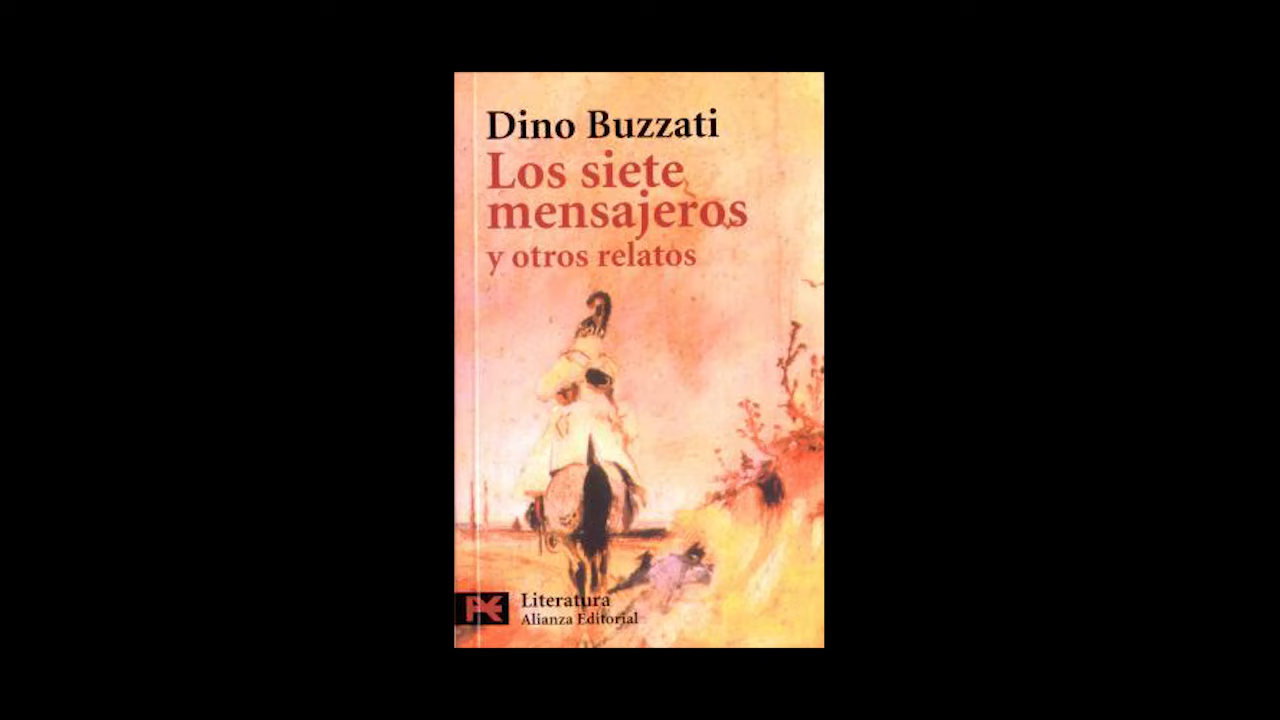 Dino Buzzati
Los siete
mensajeros
y otros relatos
Literatura
Alianza Editorial